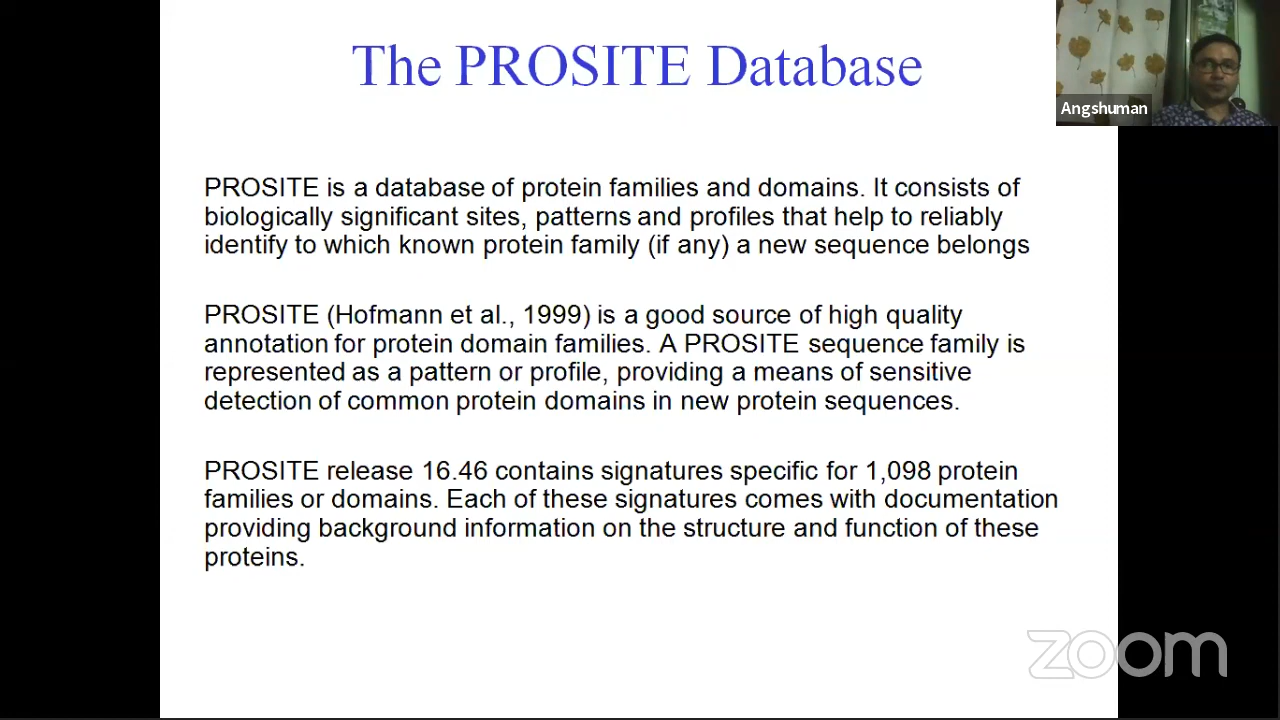 The PROSITE Database
Angshuman
PROSITE is a database of protein families and domains. It consists of
biologically significant sites, patterns and profiles that help to reliably
identify to which known protein family (if any) a new sequence belongs
PROSITE (Hofmann et al., 1999) is a good source of high quality
annotation for protein domain families. A PROSITE sequence family is
represented as a pattern or profile, providing a means of sensitive
detection of common protein domains in new protein sequences.
PROSITE release 16.46 contains signatures specific for 1,098 protein
families or domains. Each of these signatures comes with documentation
providing background information on the structure and function of these
proteins.
zoom